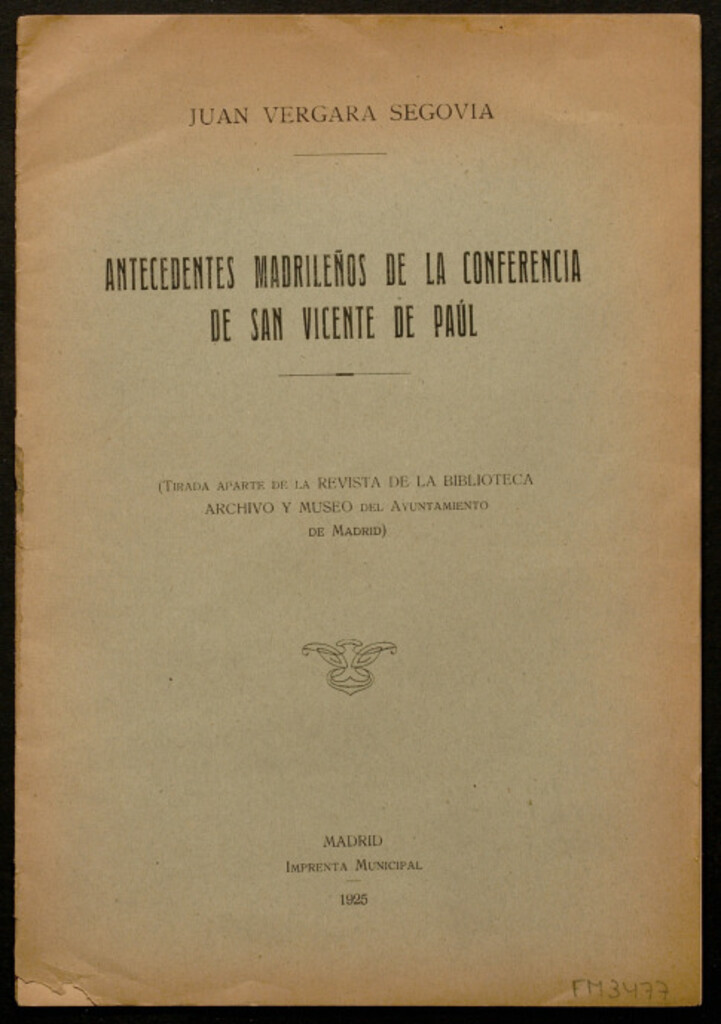 JUAN VERGARA SEGOVIA
ANTECEDENTES MADRILEÑOS DE LA CONFERENCIA
DE SAN VICENTE DE PAÚL
(TIRADA APARTE DE LA REVISTA DE LA BIBLIOTECA
ARCHIVO Y MUSEO DEL AYUNTAMIENTO
DE MADRID)
MADRID
IMPRENTA MUNICIPAL
1925
FM3477